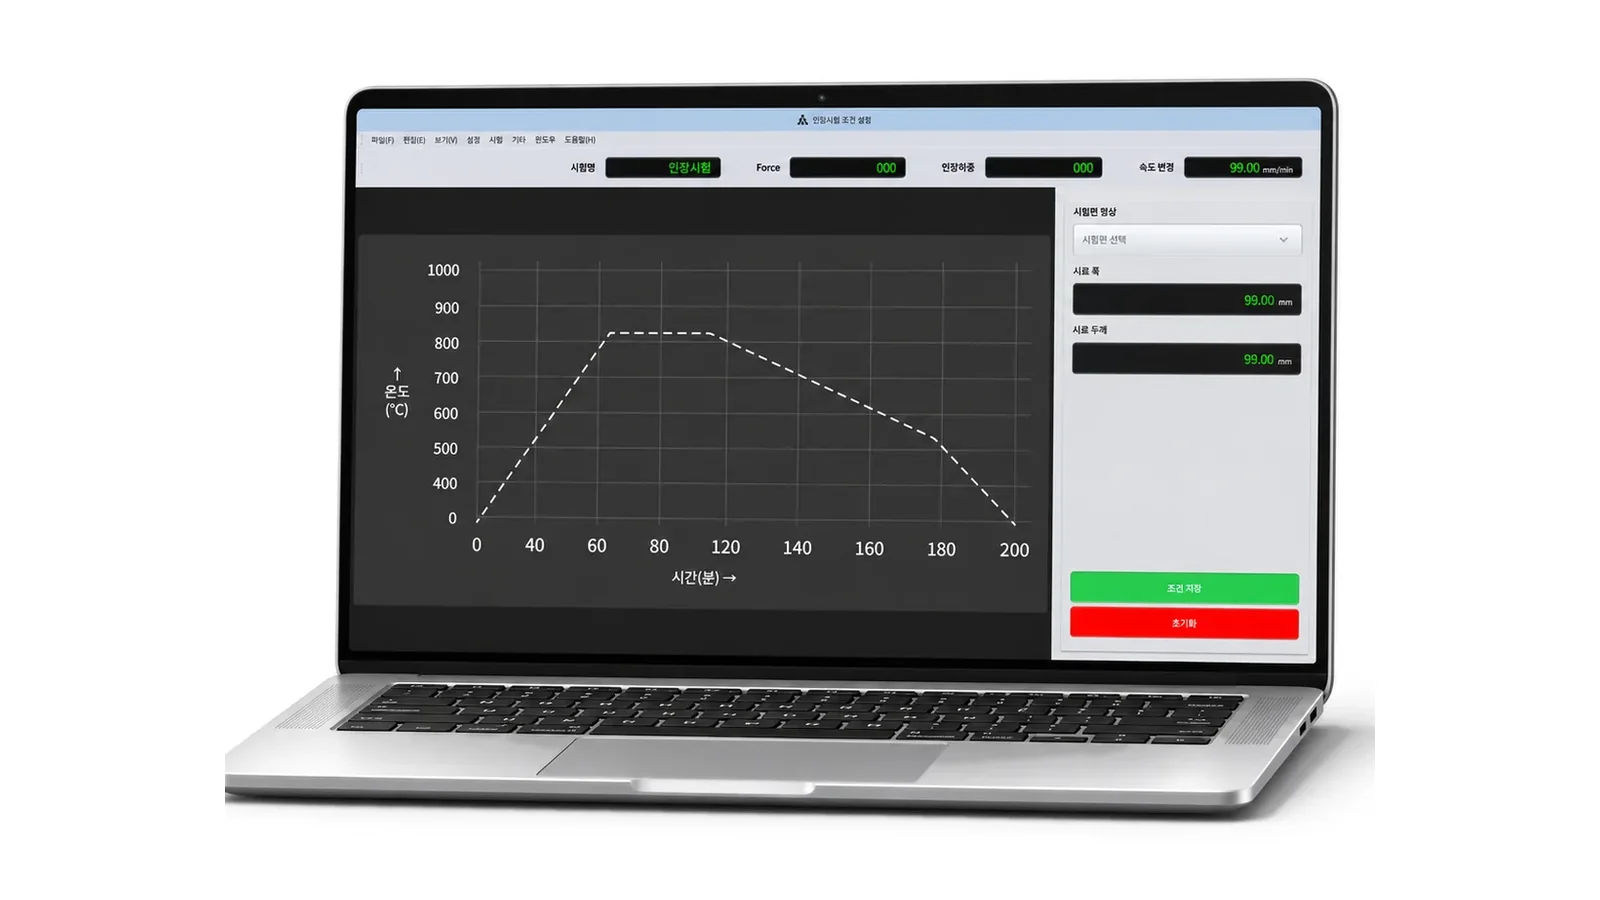 인장시험 조건 설정
파일(F) 편집(E) 보기(V) 설정 시험 기타 윈도우 도움말(H)
시험명 인장시험 Force 000 인장하중 000 속도 변경 99.00 mm/min
시험편 형상
시험편 선택
시료 폭
99.00 mm
시료 두께
99.00 mm
1000
900
800
700
600
500
400
0
↑
온도
(°C)
0 40 60 80 120 140 160 180 200
시간(분) →
조건 저장
초기화